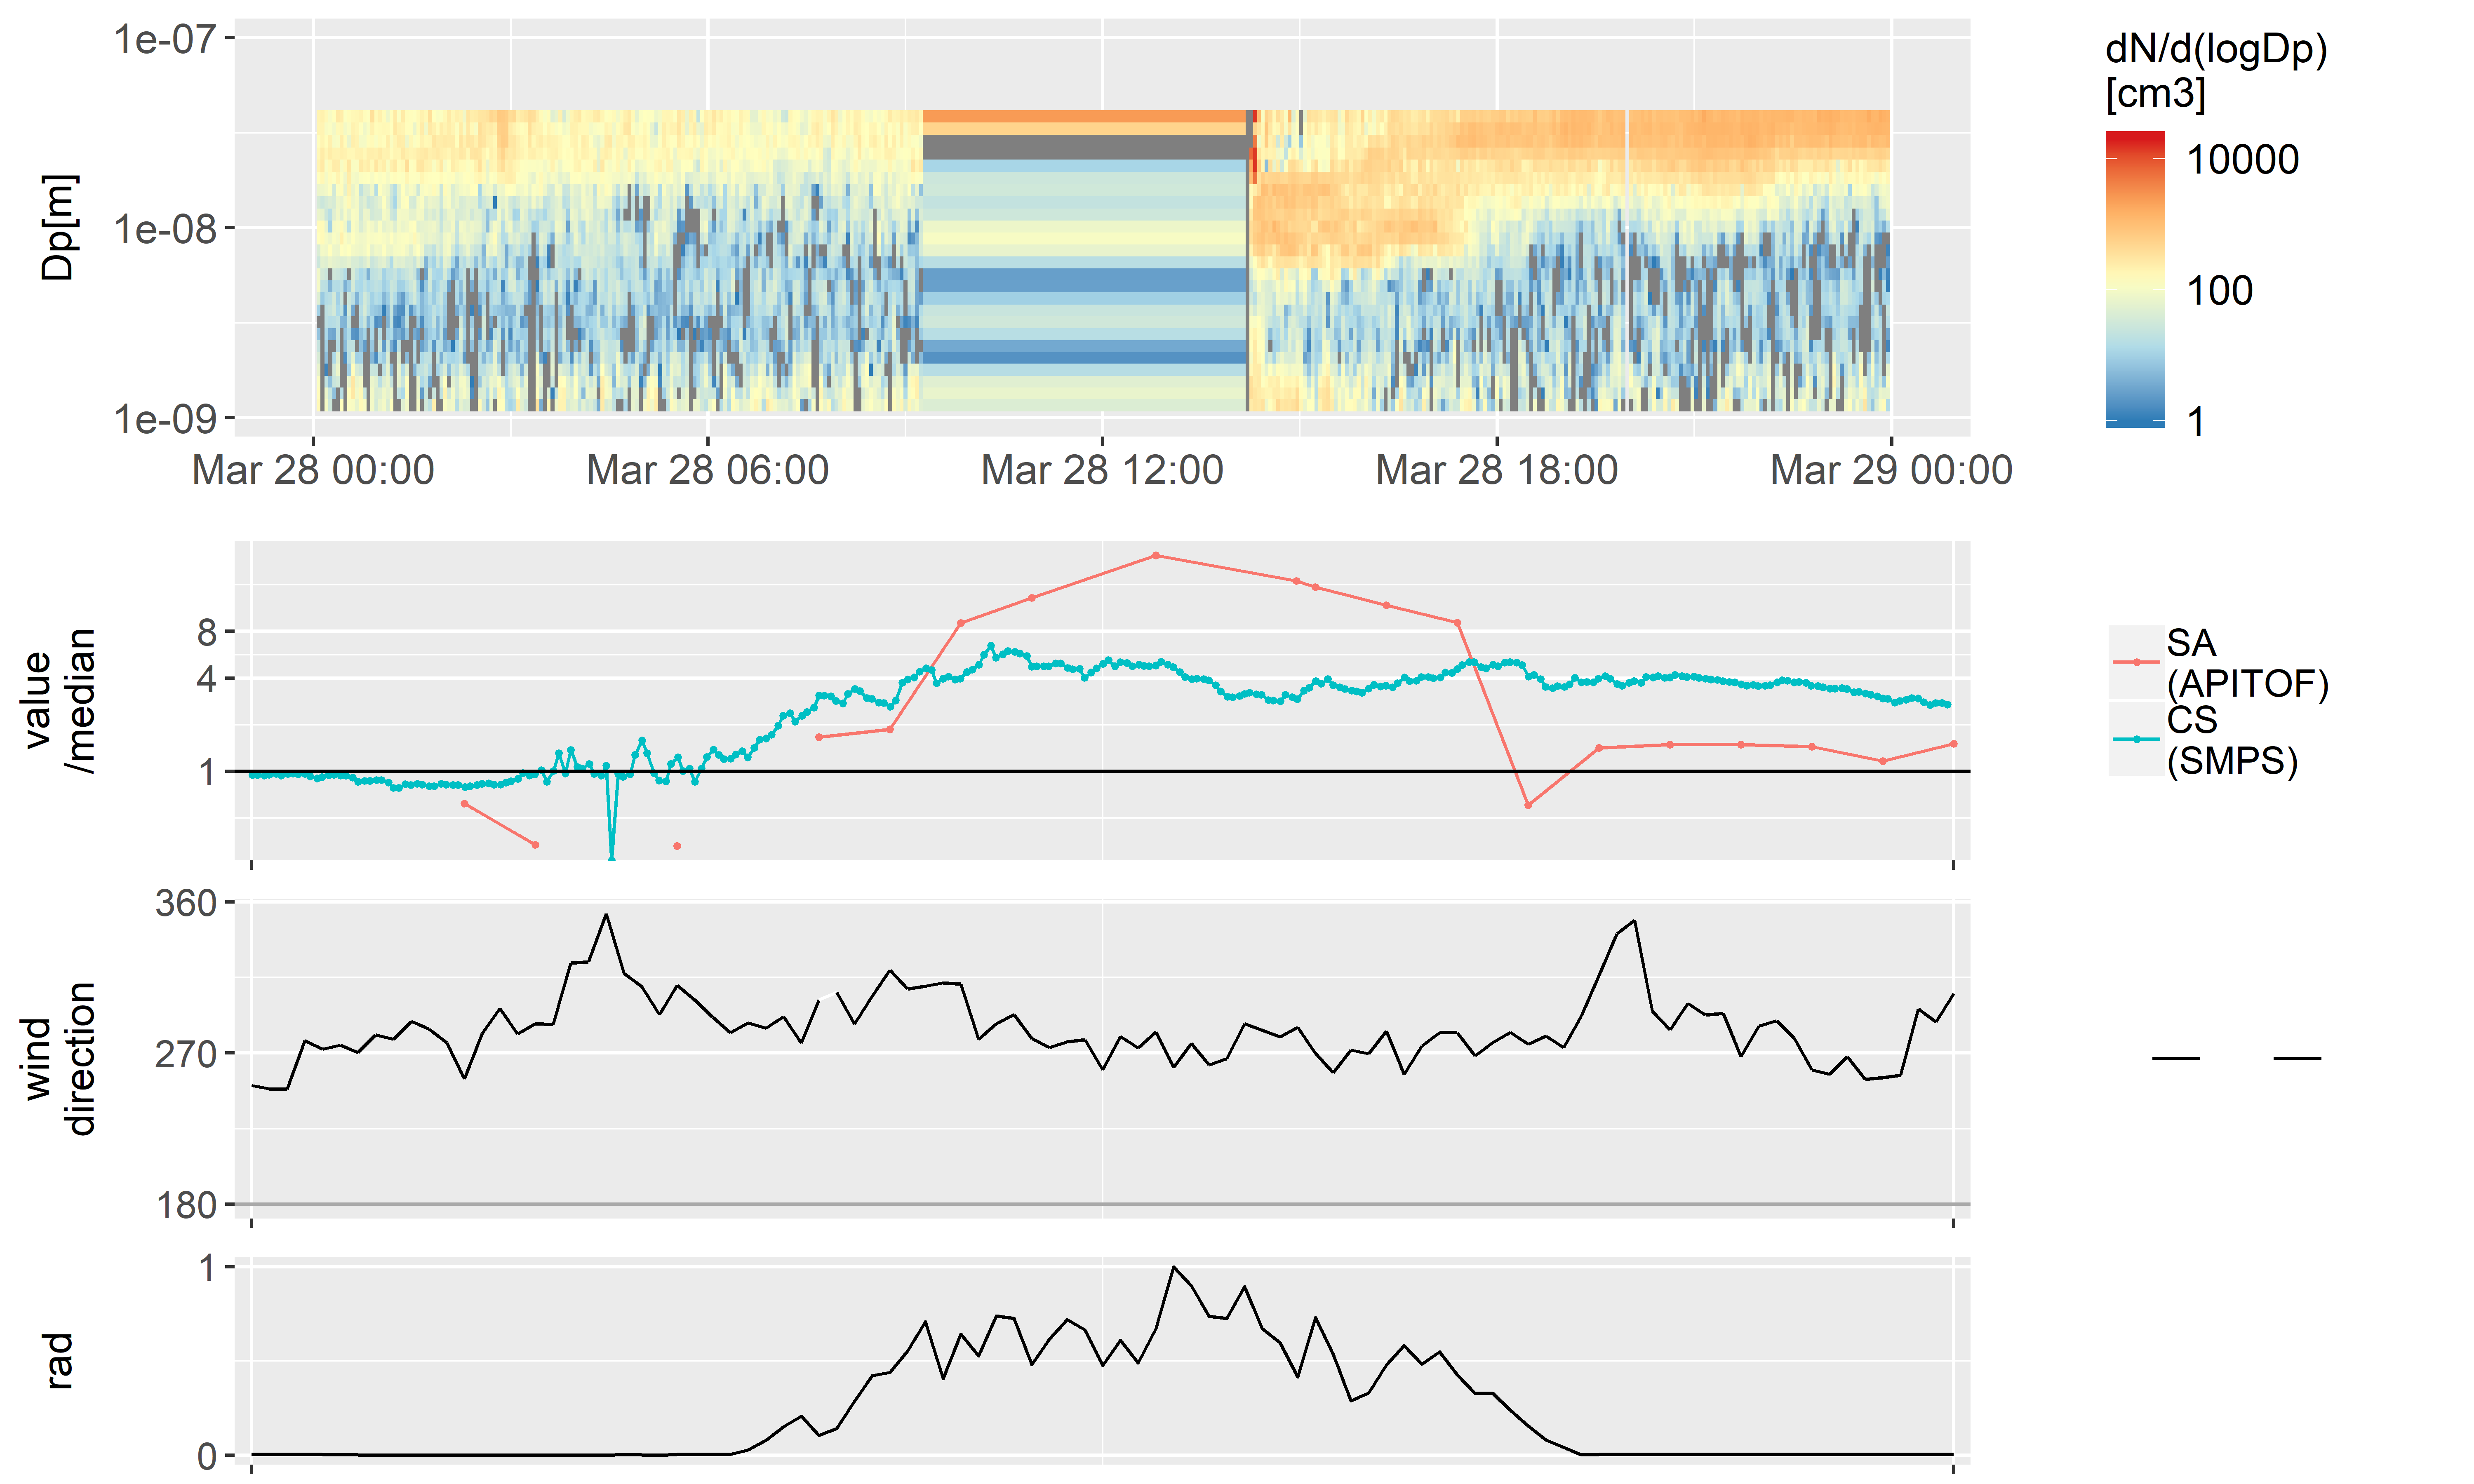 1e-07
1e-08
1e-09
Dp[m]
Mar 28 00:00
Mar 28 06:00
Mar 28 12:00
Mar 28 18:00
Mar 29 00:00
dN/d(logDp)
[cm3]
10000
100
1
value
/median
8
4
1
SA
(APITOF)
CS
(SMPS)
wind
direction
360
270
180
rad
1
0